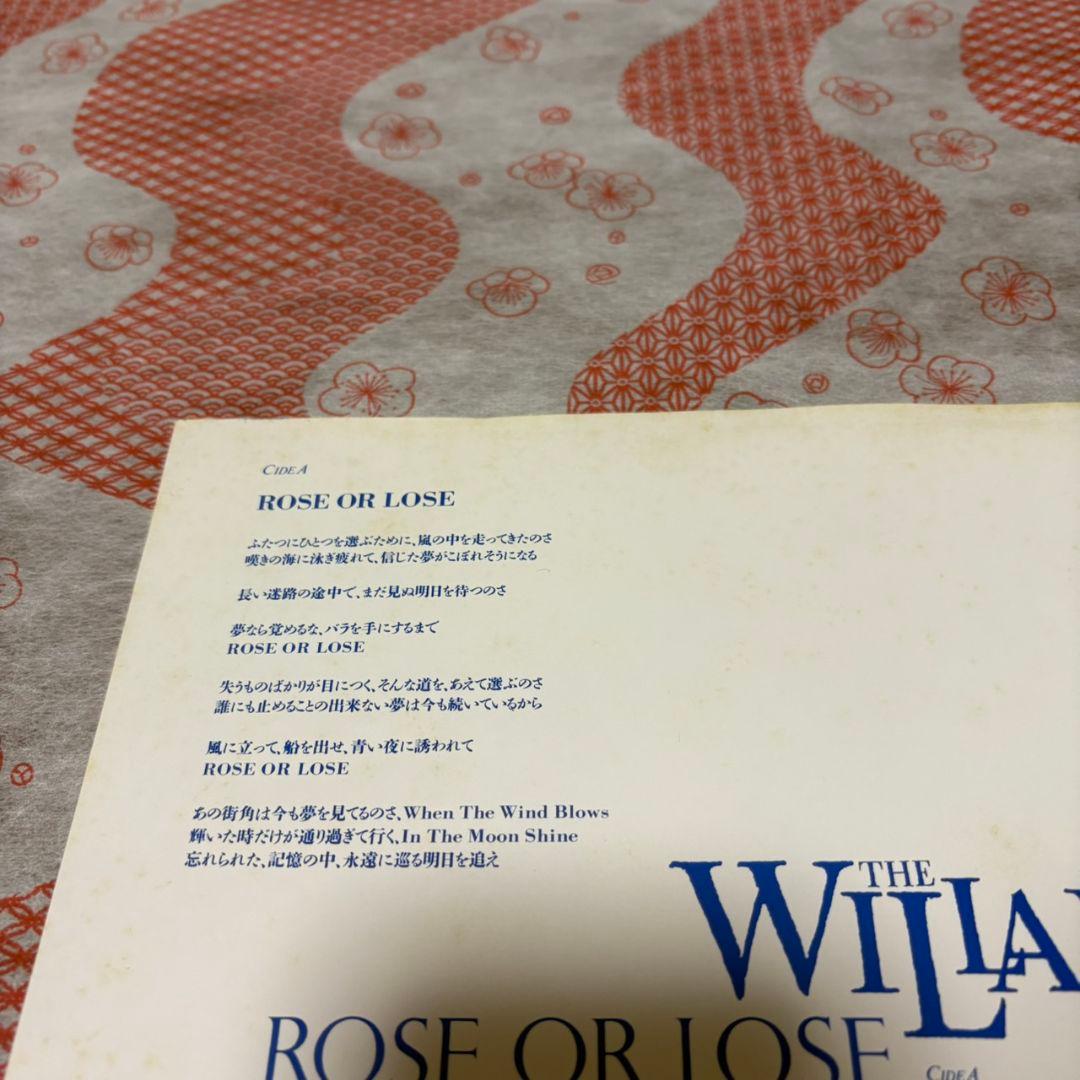 CIDE A
ROSE OR LOSE
ふたつにひとつを選ぶために、嵐の中を走ってきたのさ
嘆きの海に泳ぎ疲れて、信じた夢がこぼれそうになる
長い迷路の途中で、まだ見ぬ明日を待つのさ
夢なら覚めるな、バラを手にするまで
ROSE OR LOSE
失うものばかりが目につく、そんな道を、あえて選ぶのさ
誰にも止めることの出来ない夢は今も続いているから
風に立って、船を出せ、青い夜に誘われて
ROSE OR LOSE
あの街角は今も夢を見てるのさ、When The Wind Blows
輝いた時だけが通り過ぎて行く、In The Moon Shine
忘れられた、記憶の中、永遠に巡る明日を追え
THE
WILLA
ROSE OR LOSE
CIDE A